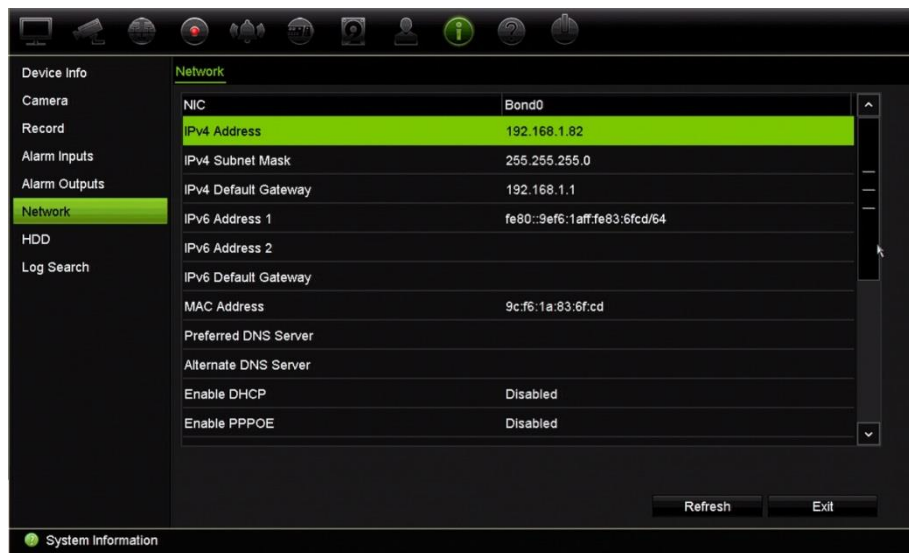 Device Info
Camera
Record
Alarm Inputs
Alarm Outputs
Network
HDD
Log Search
Network
NIC Bond0
IPv4 Address 192.168.1.82
IPv4 Subnet Mask 255.255.255.0
IPv4 Default Gateway 192.168.1.1
IPv6 Address 1 fe80::9ef6:1aff:fe83:6fcd/64
IPv6 Address 2
IPv6 Default Gateway
MAC Address 9c:f6:1a:83:6f:cd
Preferred DNS Server
Alternate DNS Server
Enable DHCP Disabled
Enable PPPOE Disabled
Refresh Exit
System Information